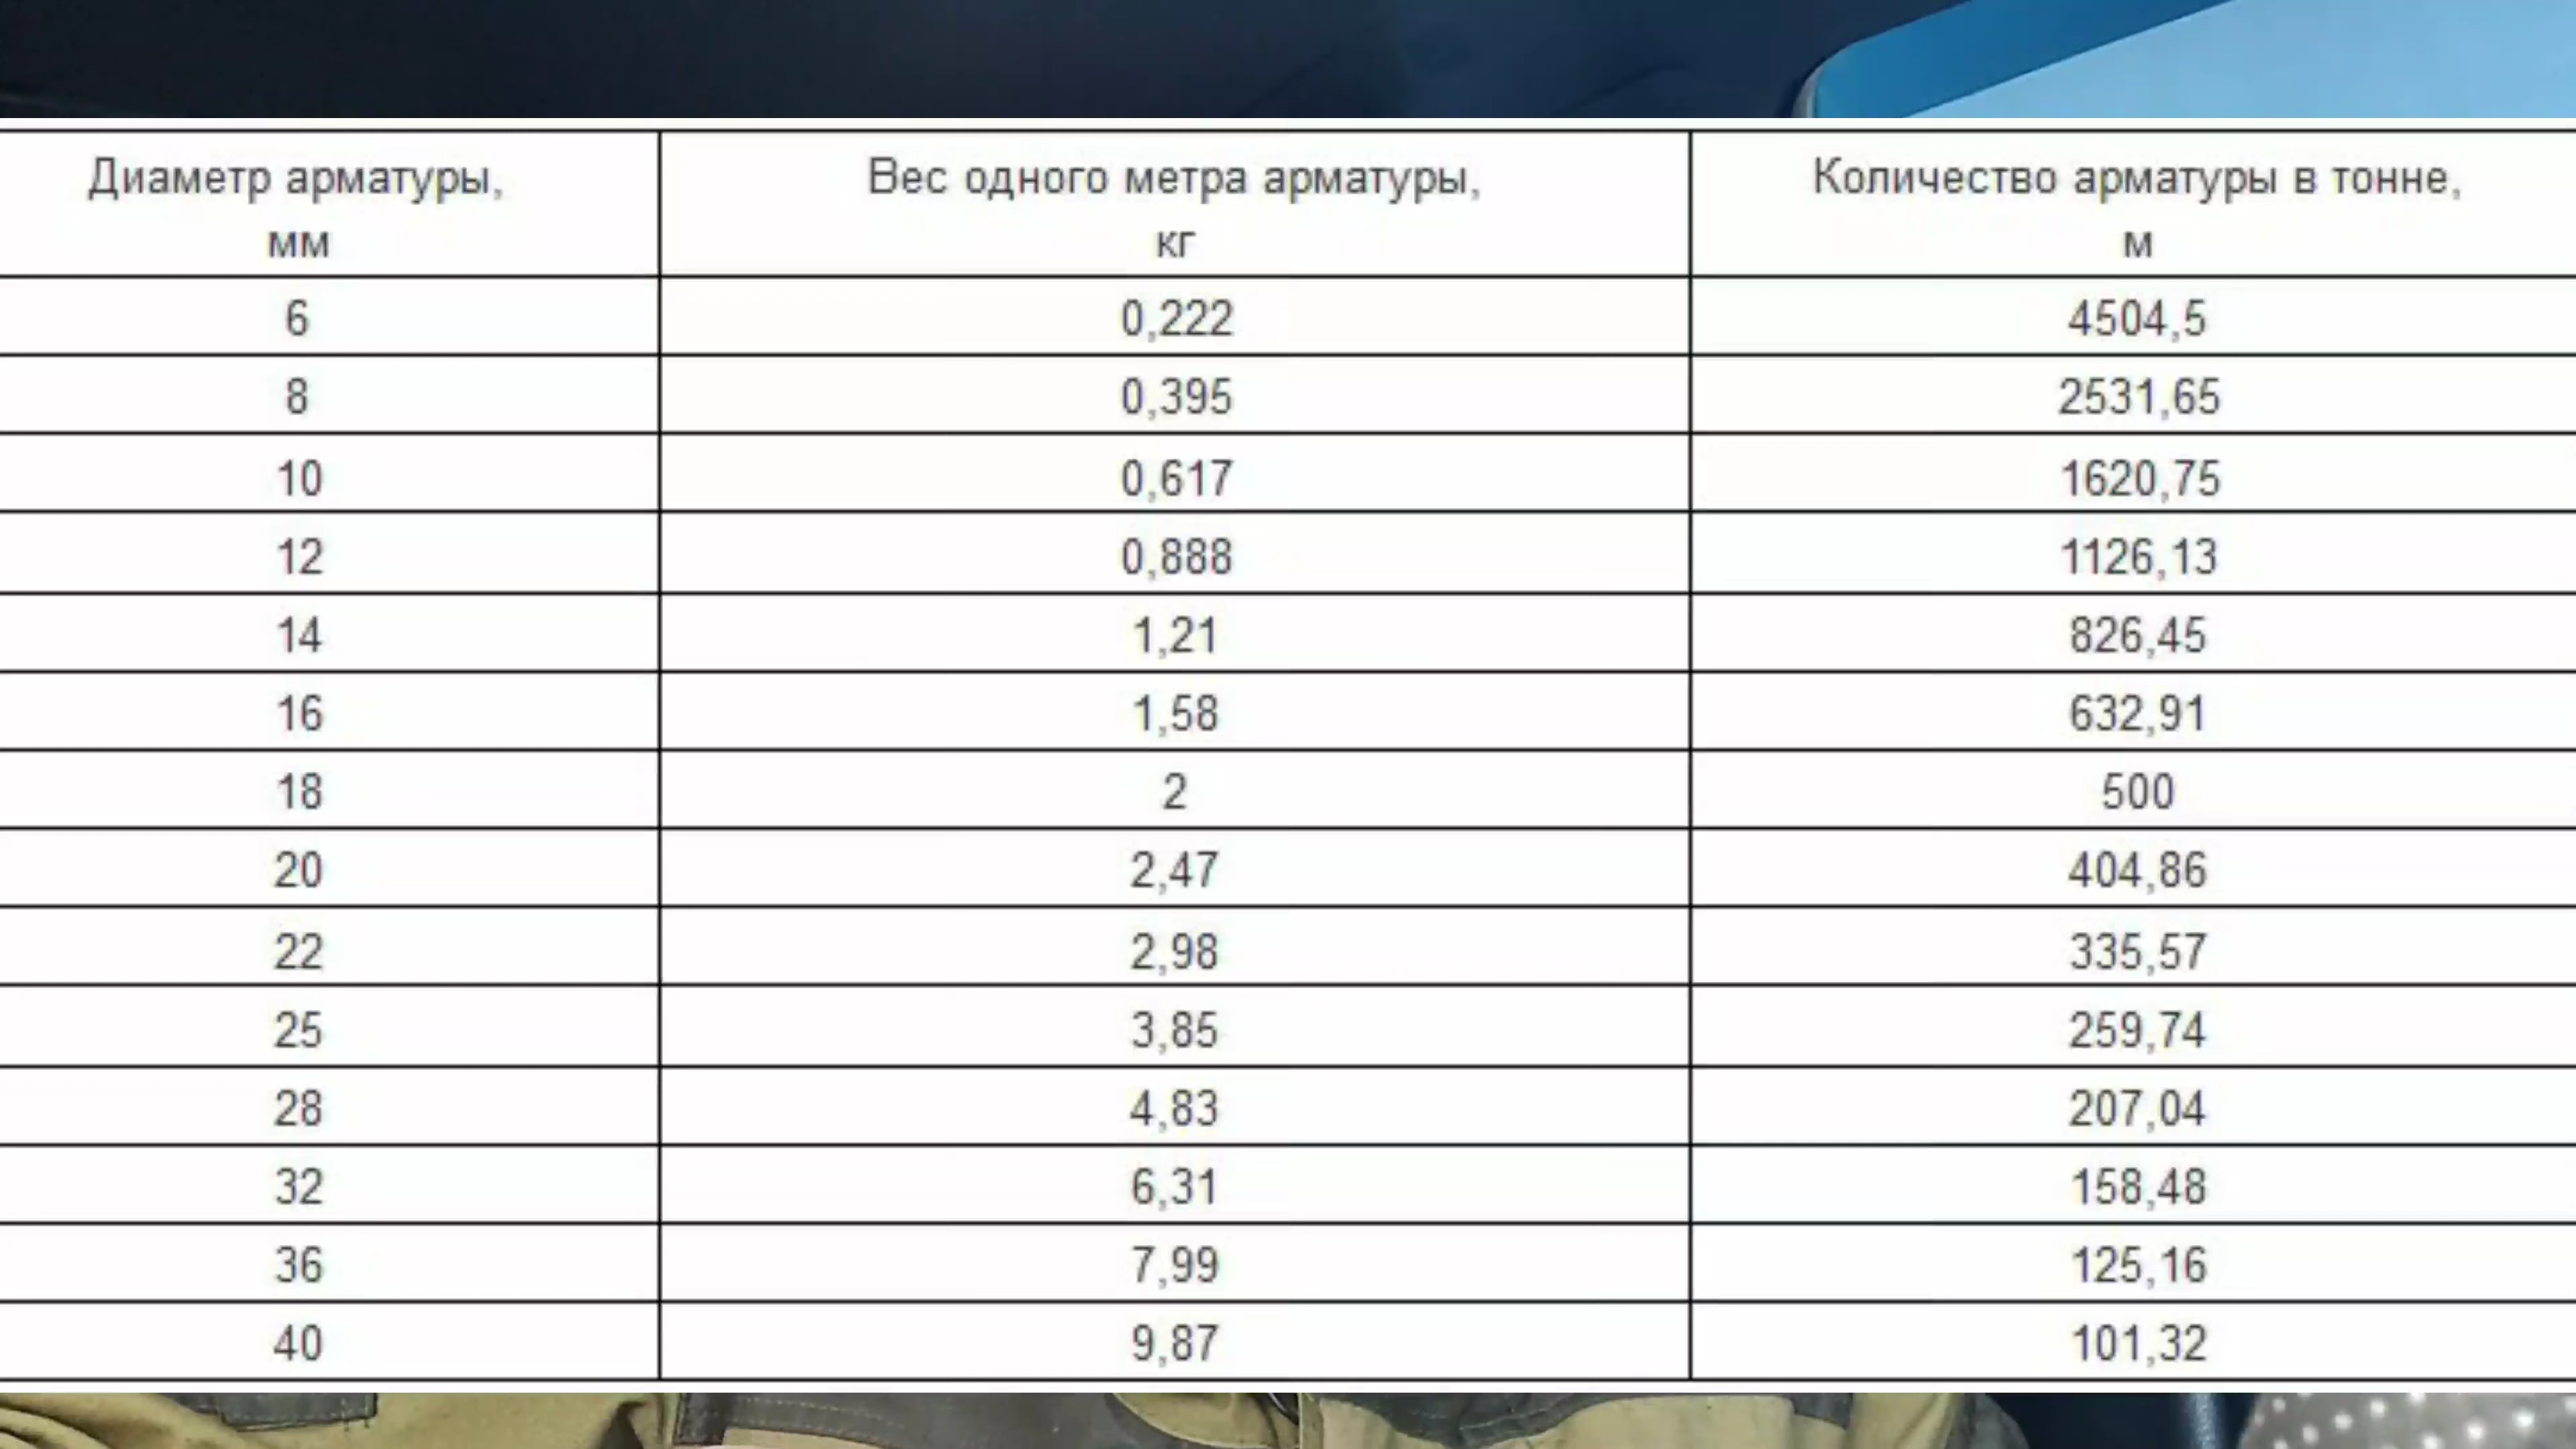 Диаметр арматуры, мм Вес одного метра арматуры, кг Количество арматуры в тонне, м
6 0,222 4504,5
8 0,395 2531,65
10 0,617 1620,75
12 0,888 1126,13
14 1,21 826,45
16 1,58 632,91
18 2 500
20 2,47 404,86
22 2,98 335,57
25 3,85 259,74
28 4,83 207,04
32 6,31 158,48
36 7,99 125,16
40 9,87 101,32